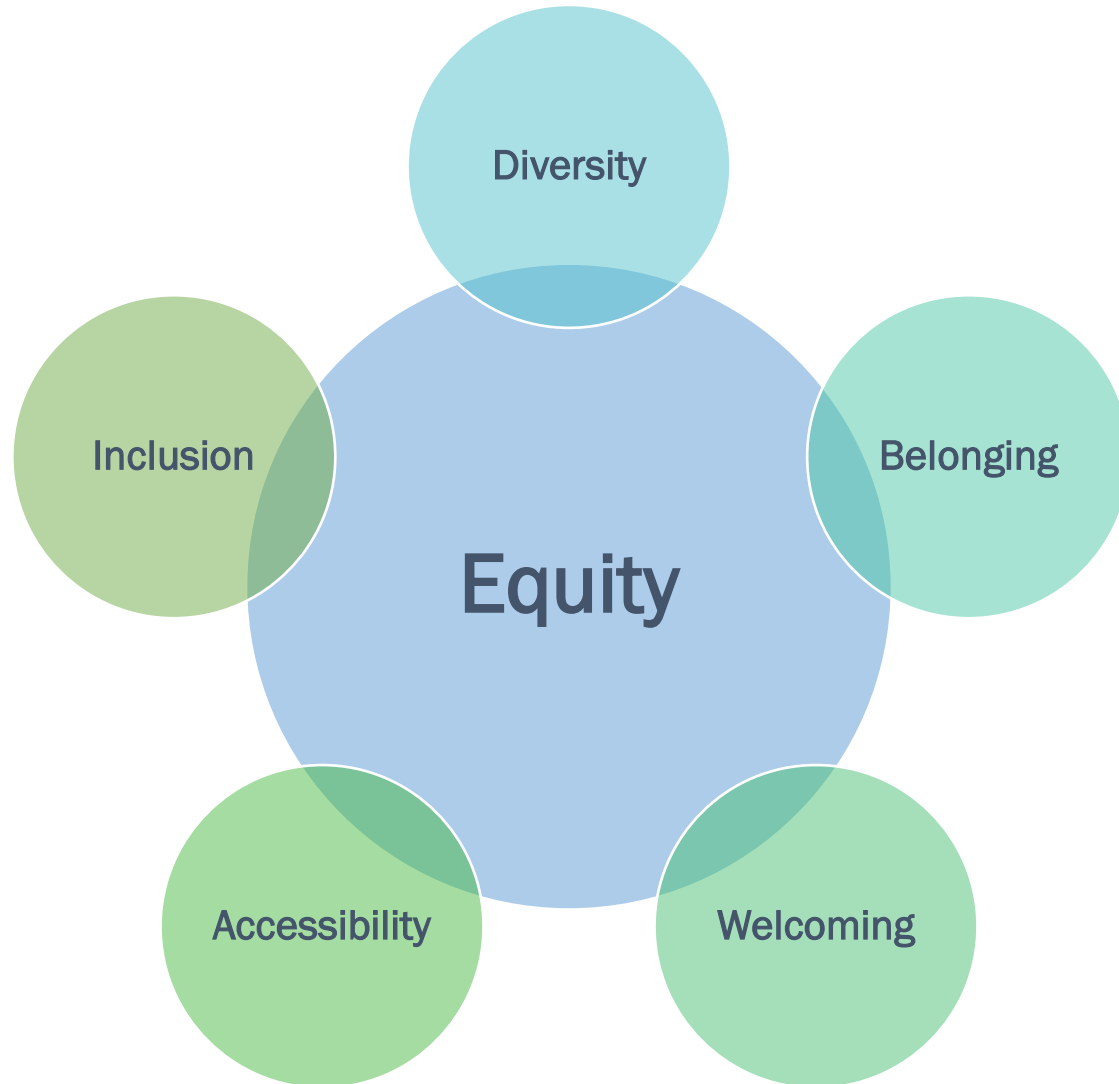 Diversity
Inclusion
Belonging
Equity
Accessibility
Welcoming